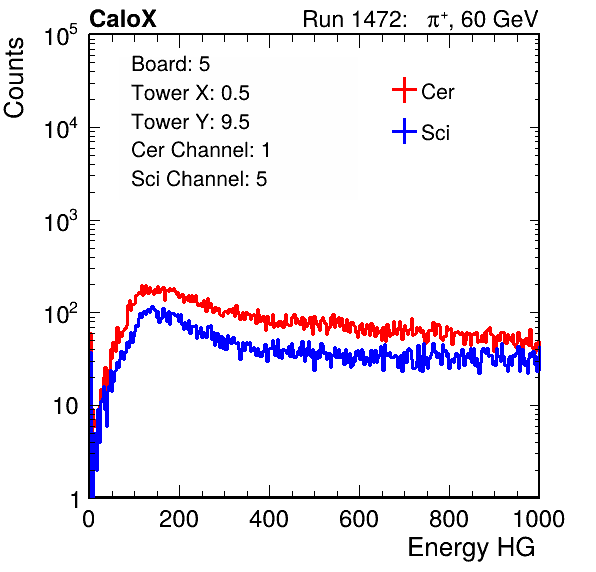 CaloX Run 1472: π⁺, 60 GeV
Counts
Board: 5
Tower X: 0.5
Tower Y: 9.5
Cer Channel: 1
Sci Channel: 5
Cer
Sci
10⁵
10⁴
10³
10²
10
1
0 200 400 600 800 1000
Energy HG